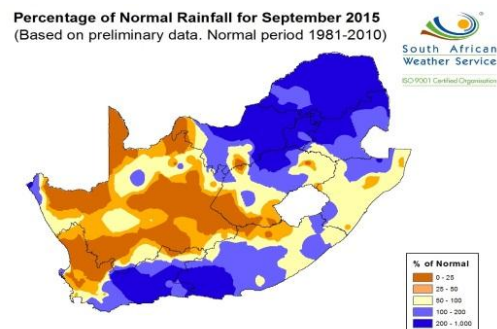 Percentage of Normal Rainfall for September 2015
(Based on preliminary data. Normal period 1981-2010)
South African
Weather Service
ISO 9001 Certified Organisation
% of Normal
0 - 25
25 - 50
50 - 100
100 - 200
200 - 1,000